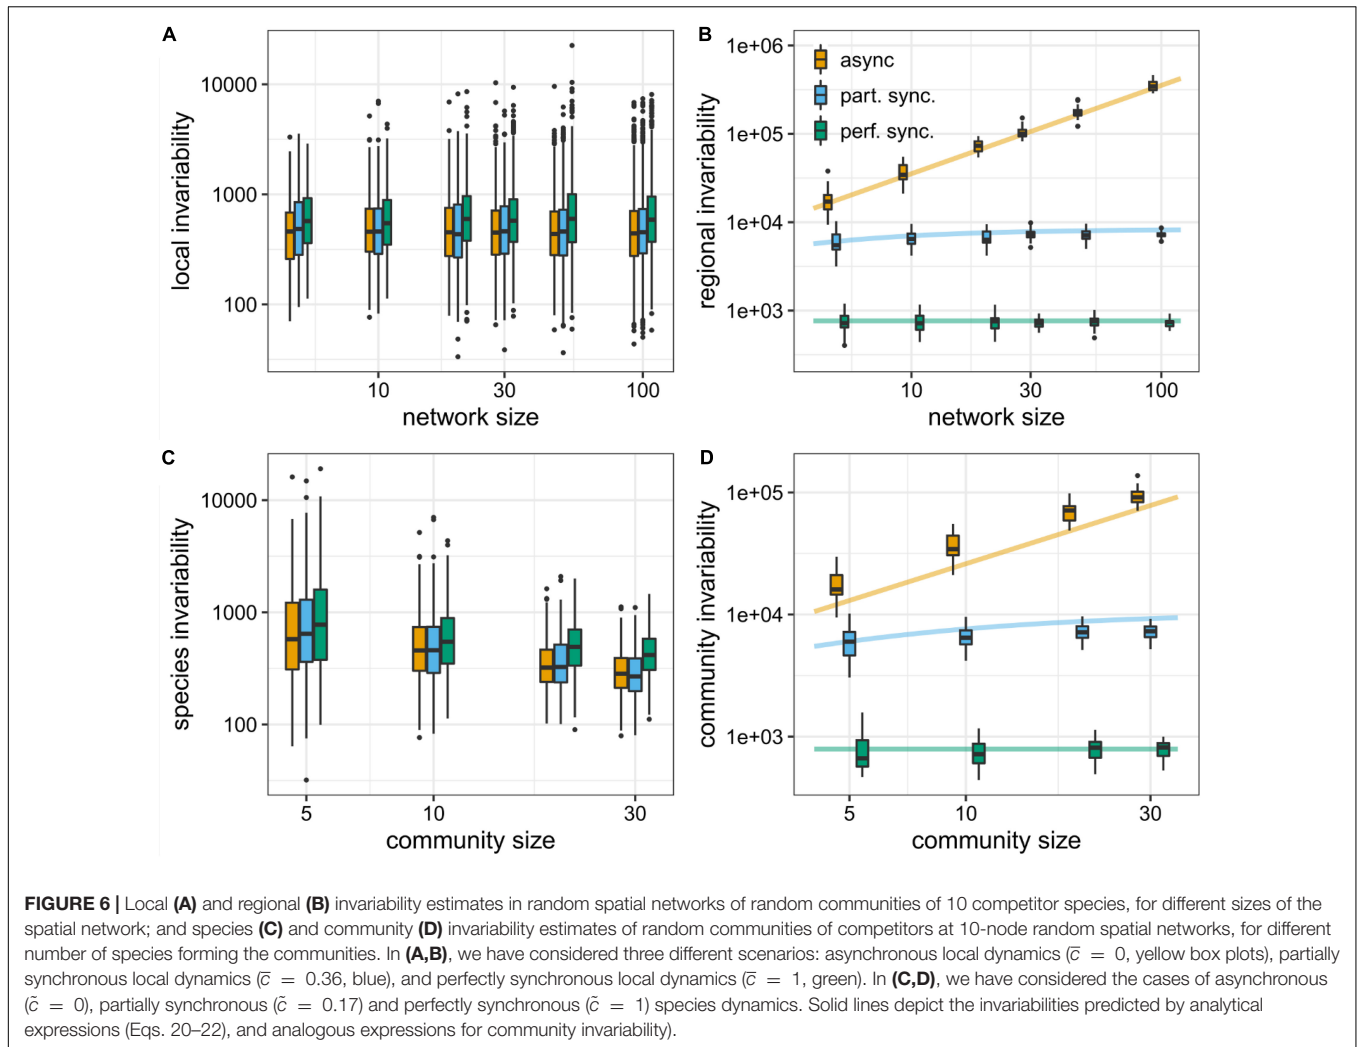 A
local invariability
10000
1000
100
10
30
100
network size
B
regional invariability
1e+06
1e+05
1e+04
1e+03
async
part. sync.
perf. sync.
10
30
100
network size
C
species invariability
10000
1000
100
5
10
30
community size
D
community invariability
1e+05
1e+04
1e+03
5
10
30
community size
FIGURE 6 | Local (A) and regional (B) invariability estimates in random spatial networks of random communities of 10 competitor species, for different sizes of the
spatial network; and species (C) and community (D) invariability estimates of random communities of competitors at 10-node random spatial networks, for different
number of species forming the communities. In (A,B), we have considered three different scenarios: asynchronous local dynamics (c̅ = 0, yellow box plots), partially
synchronous local dynamics (c̅ = 0.36, blue), and perfectly synchronous local dynamics (c̅ = 1, green). In (C,D), we have considered the cases of asynchronous
(c̃ = 0), partially synchronous (c̃ = 0.17) and perfectly synchronous (c̃ = 1) species dynamics. Solid lines depict the invariabilities predicted by analytical
expressions (Eqs. 20–22), and analogous expressions for community invariability).